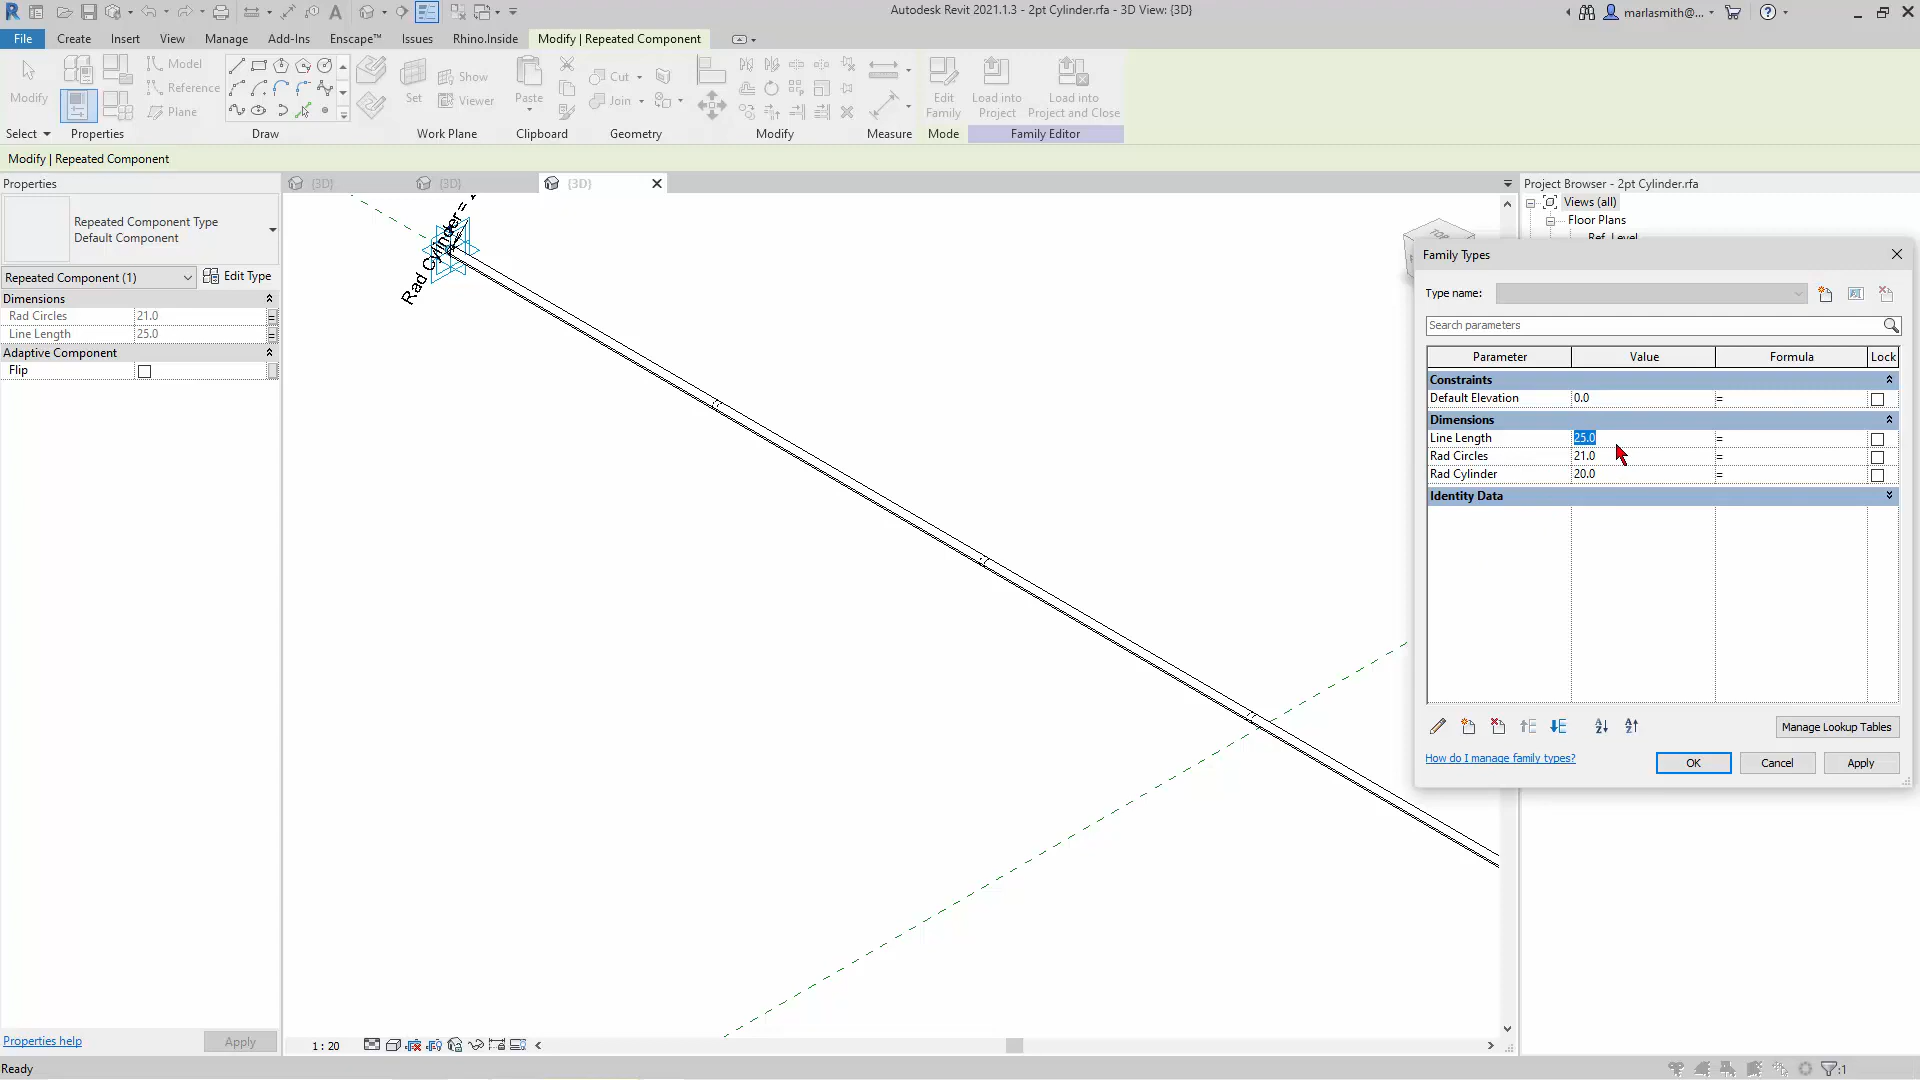 Autodesk Revit 2021.1.3 - 2pt Cylinder.rfa - 3D View: {3D}
marlasmith@...
File Create Insert View Manage Add-Ins Enscape™ Issues Rhino.Inside Modify | Repeated Component
Modify
Model
Reference
Plane
Set
Show
Viewer
Paste
Cut
Join
Edit
Family
Load into
Project
Load into
Project and Close
Select
Properties
Draw
Work Plane
Clipboard
Geometry
Modify
Measure
Mode
Family Editor
Modify | Repeated Component
Properties
{3D}
{3D}
{3D}
Project Browser - 2pt Cylinder.rfa
Views (all)
Floor Plans
Ref. Level
Repeated Component Type
Default Component
Repeated Component (1)
Edit Type
Dimensions
Rad Circles 21.0
Line Length 25.0
Adaptive Component
Flip
Rad Cylinder =
TOP
Family Types
Type name:
Search parameters
Parameter Value Formula Lock
Constraints
Default Elevation 0.0 =
Dimensions
Line Length 25.0 =
Rad Circles 21.0 =
Rad Cylinder 20.0 =
Identity Data
Manage Lookup Tables
How do I manage family types?
OK
Cancel
Apply
Properties help
Apply
1 : 20
Ready
:1